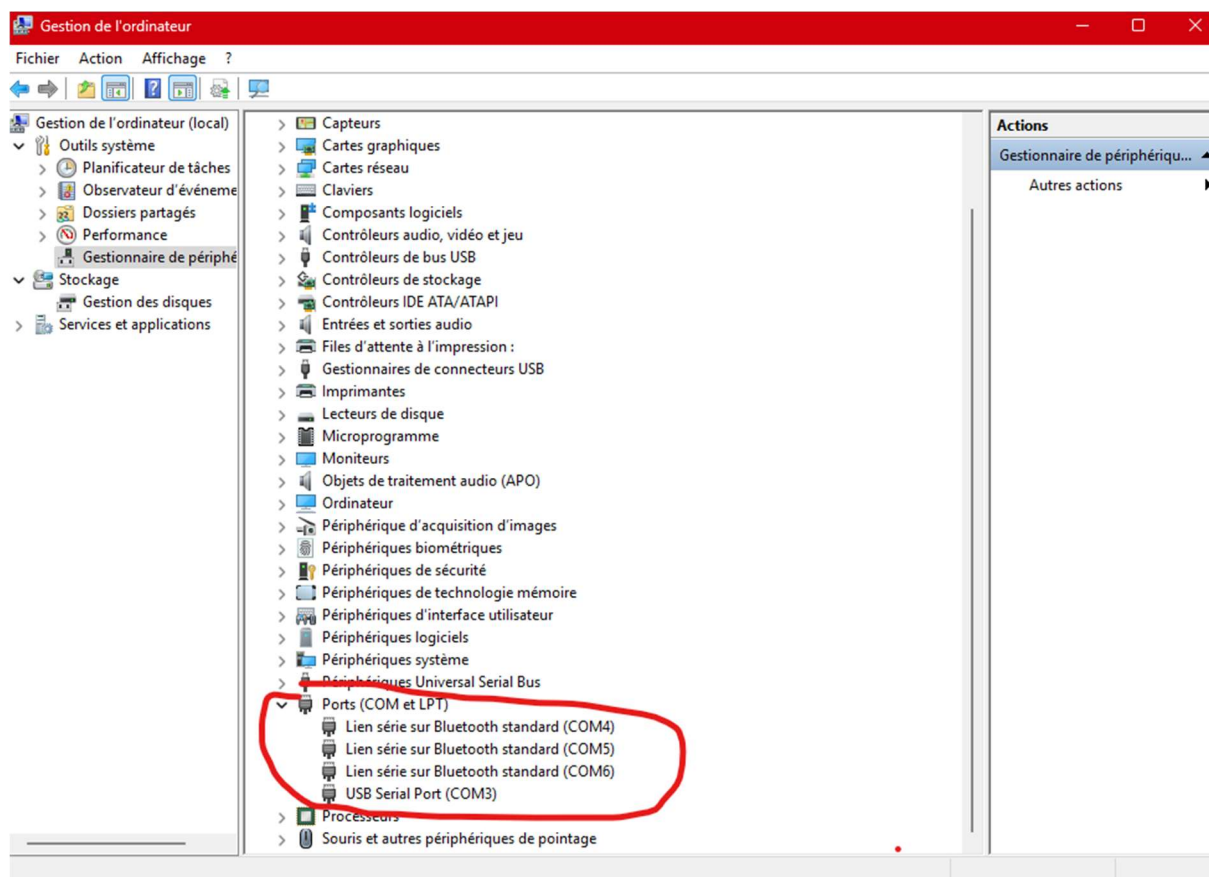 Gestion de l'ordinateur
Fichier Action Affichage ?
Gestion de l'ordinateur (local)
Outils système
Planificateur de tâches
Observateur d'événeme
Dossiers partagés
Performance
Gestionnaire de périphé
Stockage
Gestion des disques
Services et applications
Capteurs
Cartes graphiques
Cartes réseau
Claviers
Composants logiciels
Contrôleurs audio, vidéo et jeu
Contrôleurs de bus USB
Contrôleurs de stockage
Contrôleurs IDE ATA/ATAPI
Entrées et sorties audio
Files d'attente à l'impression :
Gestionnaires de connecteurs USB
Imprimantes
Lecteurs de disque
Microprogramme
Moniteurs
Objets de traitement audio (APO)
Ordinateur
Périphérique d'acquisition d'images
Périphériques biométriques
Périphériques de sécurité
Périphériques de technologie mémoire
Périphériques d'interface utilisateur
Périphériques logiciels
Périphériques système
Périphériques Universal Serial Bus
Ports (COM et LPT)
Lien série sur Bluetooth standard (COM4)
Lien série sur Bluetooth standard (COM5)
Lien série sur Bluetooth standard (COM6)
USB Serial Port (COM3)
Processeurs
Souris et autres périphériques de pointage
Actions
Gestionnaire de périphériqu...
Autres actions